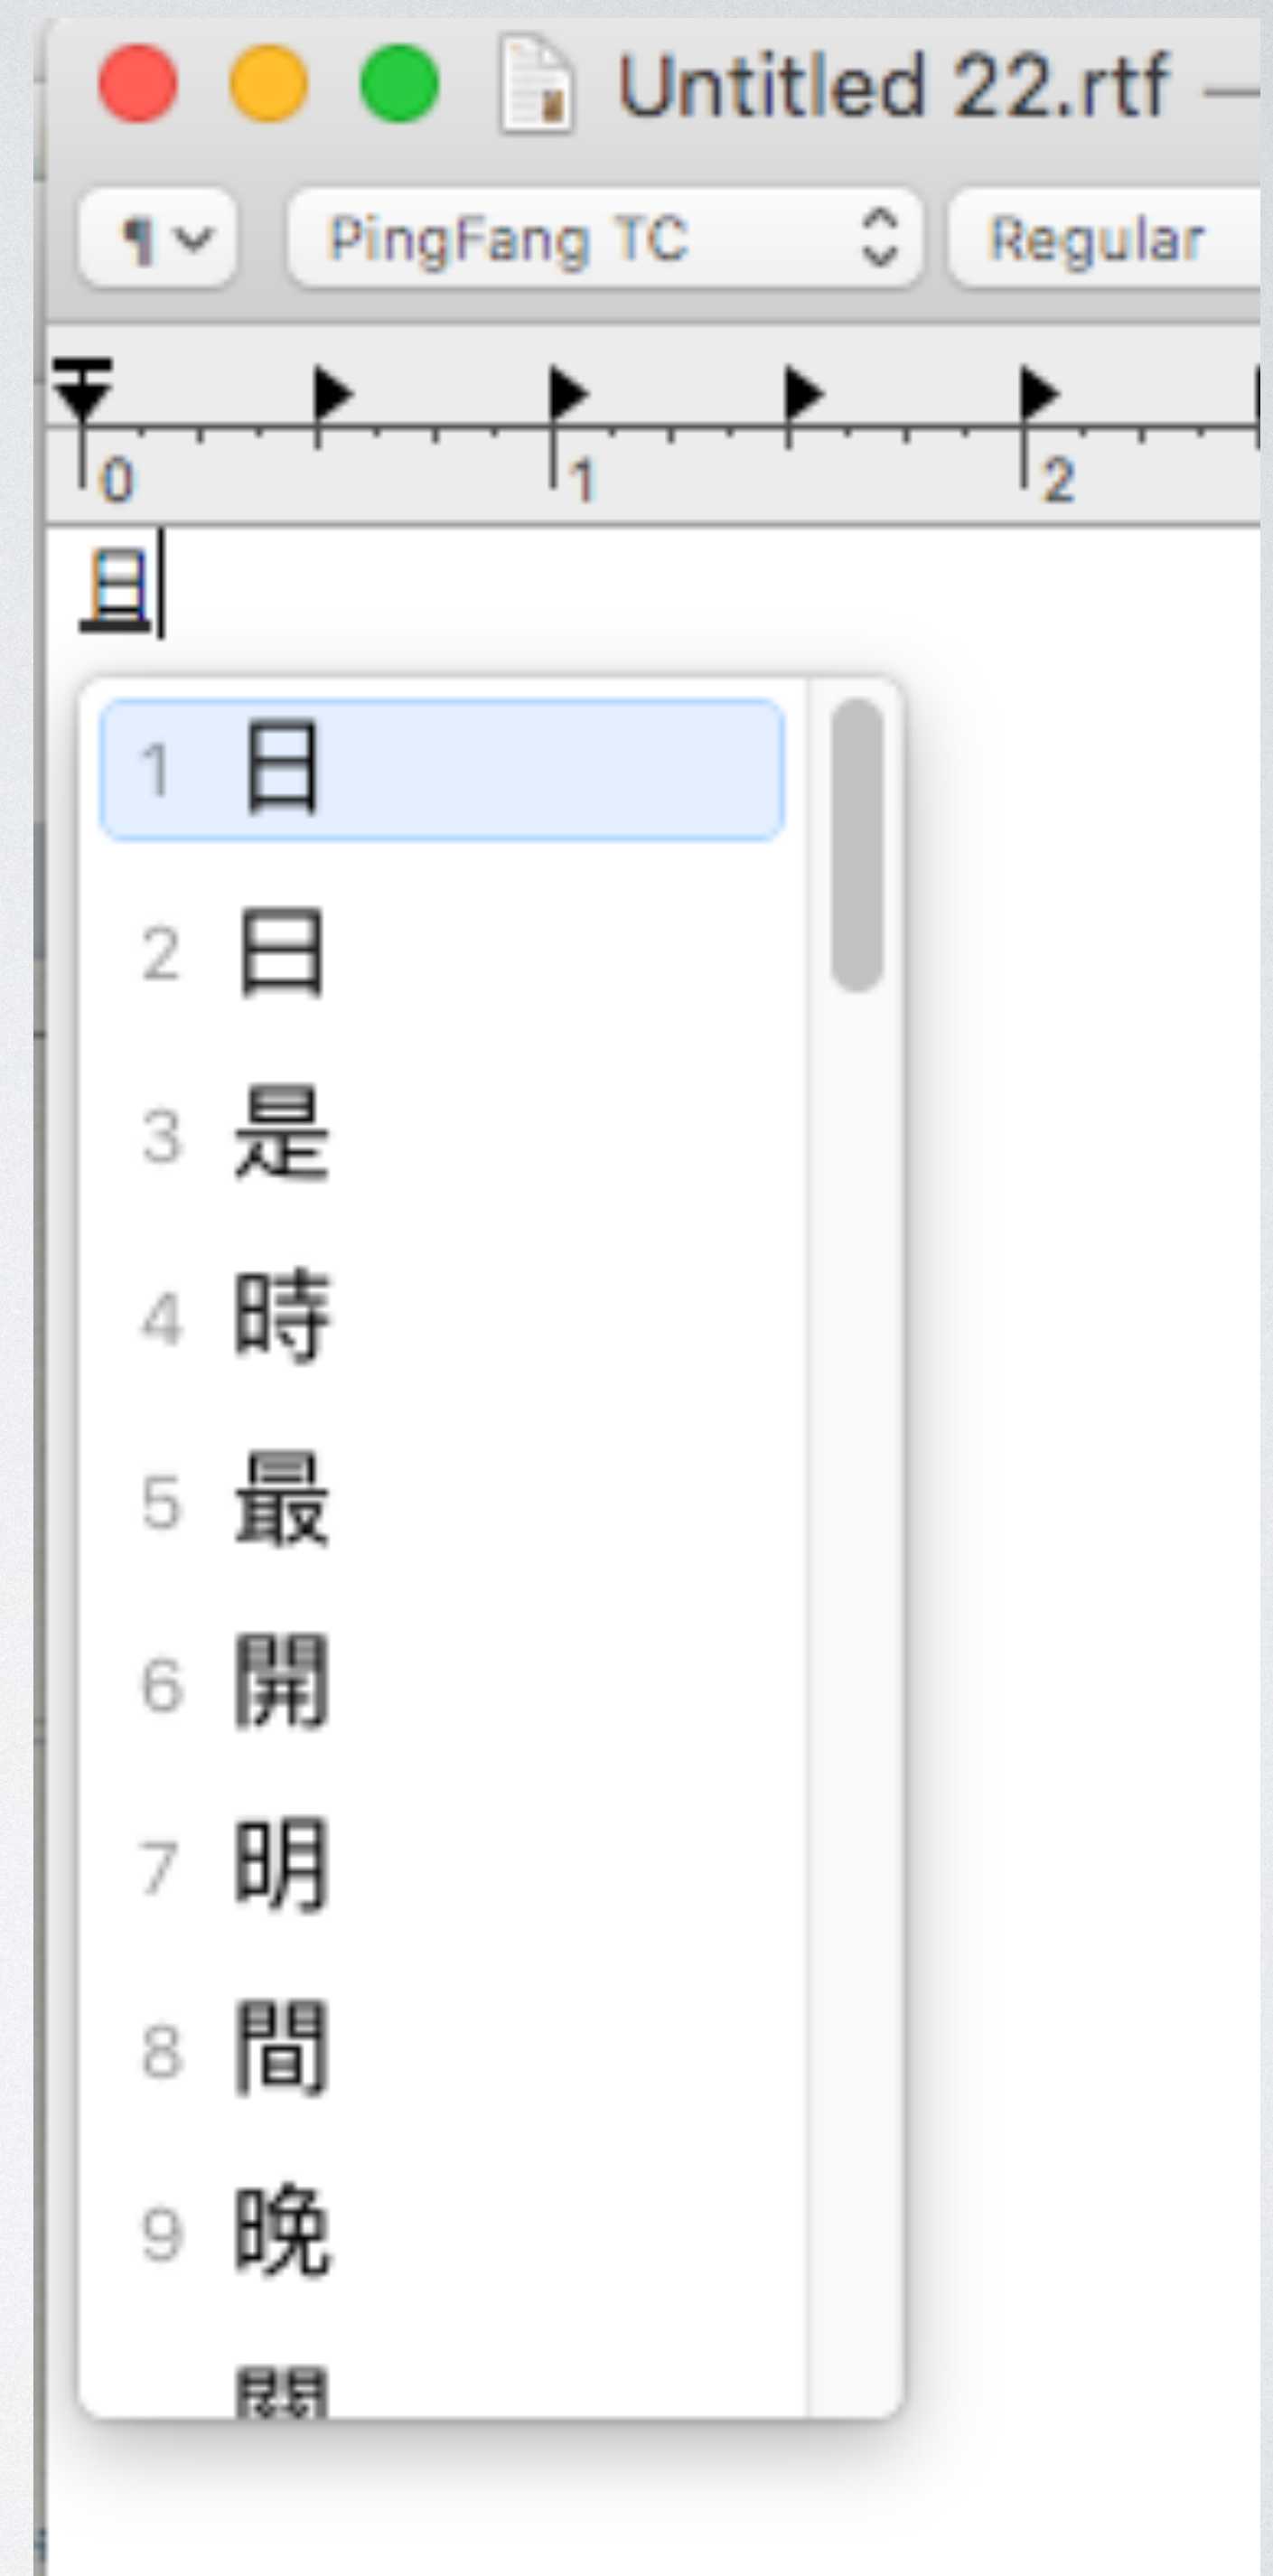 Untitled 22.rtf —
¶ PingFang TC Regular
0 1 2
日
1 日
2 日
3 是
4 時
5 最
6 開
7 明
8 間
9 晚